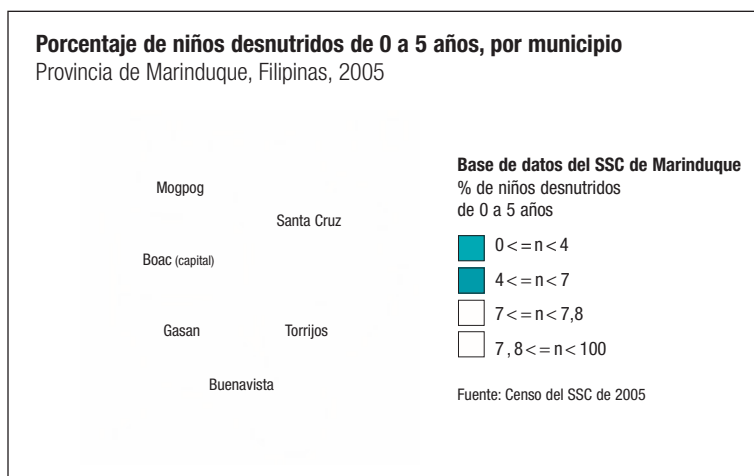 Porcentaje de niños desnutridos de 0 a 5 años, por municipio
Provincia de Marinduque, Filipinas, 2005
Mogpog
Santa Cruz
Boac (capital)
Gasan
Torrijos
Buenavista
Base de datos del SSC de Marinduque
% de niños desnutridos
de 0 a 5 años
0<=n<4
4<=n<7
7<=n<7,8
7,8<=n<100
Fuente: Censo del SSC de 2005